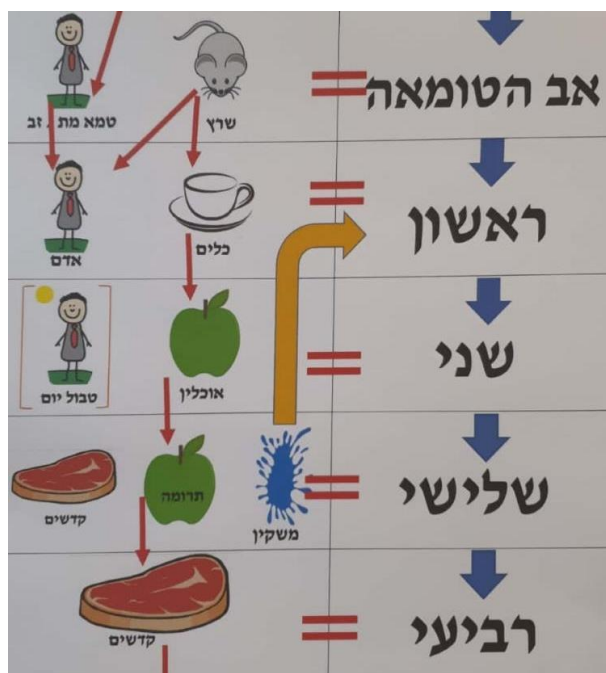 אב הטומאה
שרץ
טמא מת . זב
ראשון
כלים
אדם
שני
אוכלין
טבול יום
שלישי
משקין
תרומה
קדשים
רביעי
קדשים